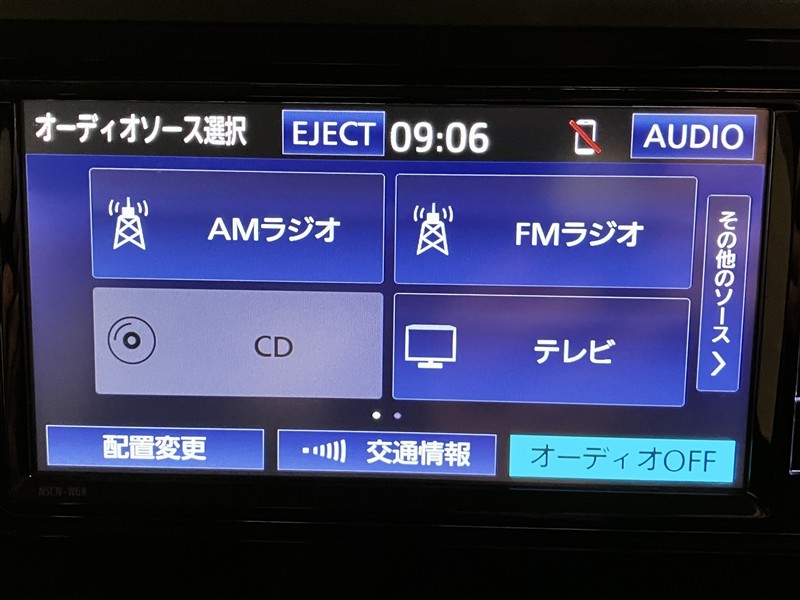 オーディオソース選択 EJECT 09:06 AUDIO
AMラジオ FMラジオ
その他のソース
CD テレビ
配置変更 交通情報 オーディオOFF
NSCN-W68